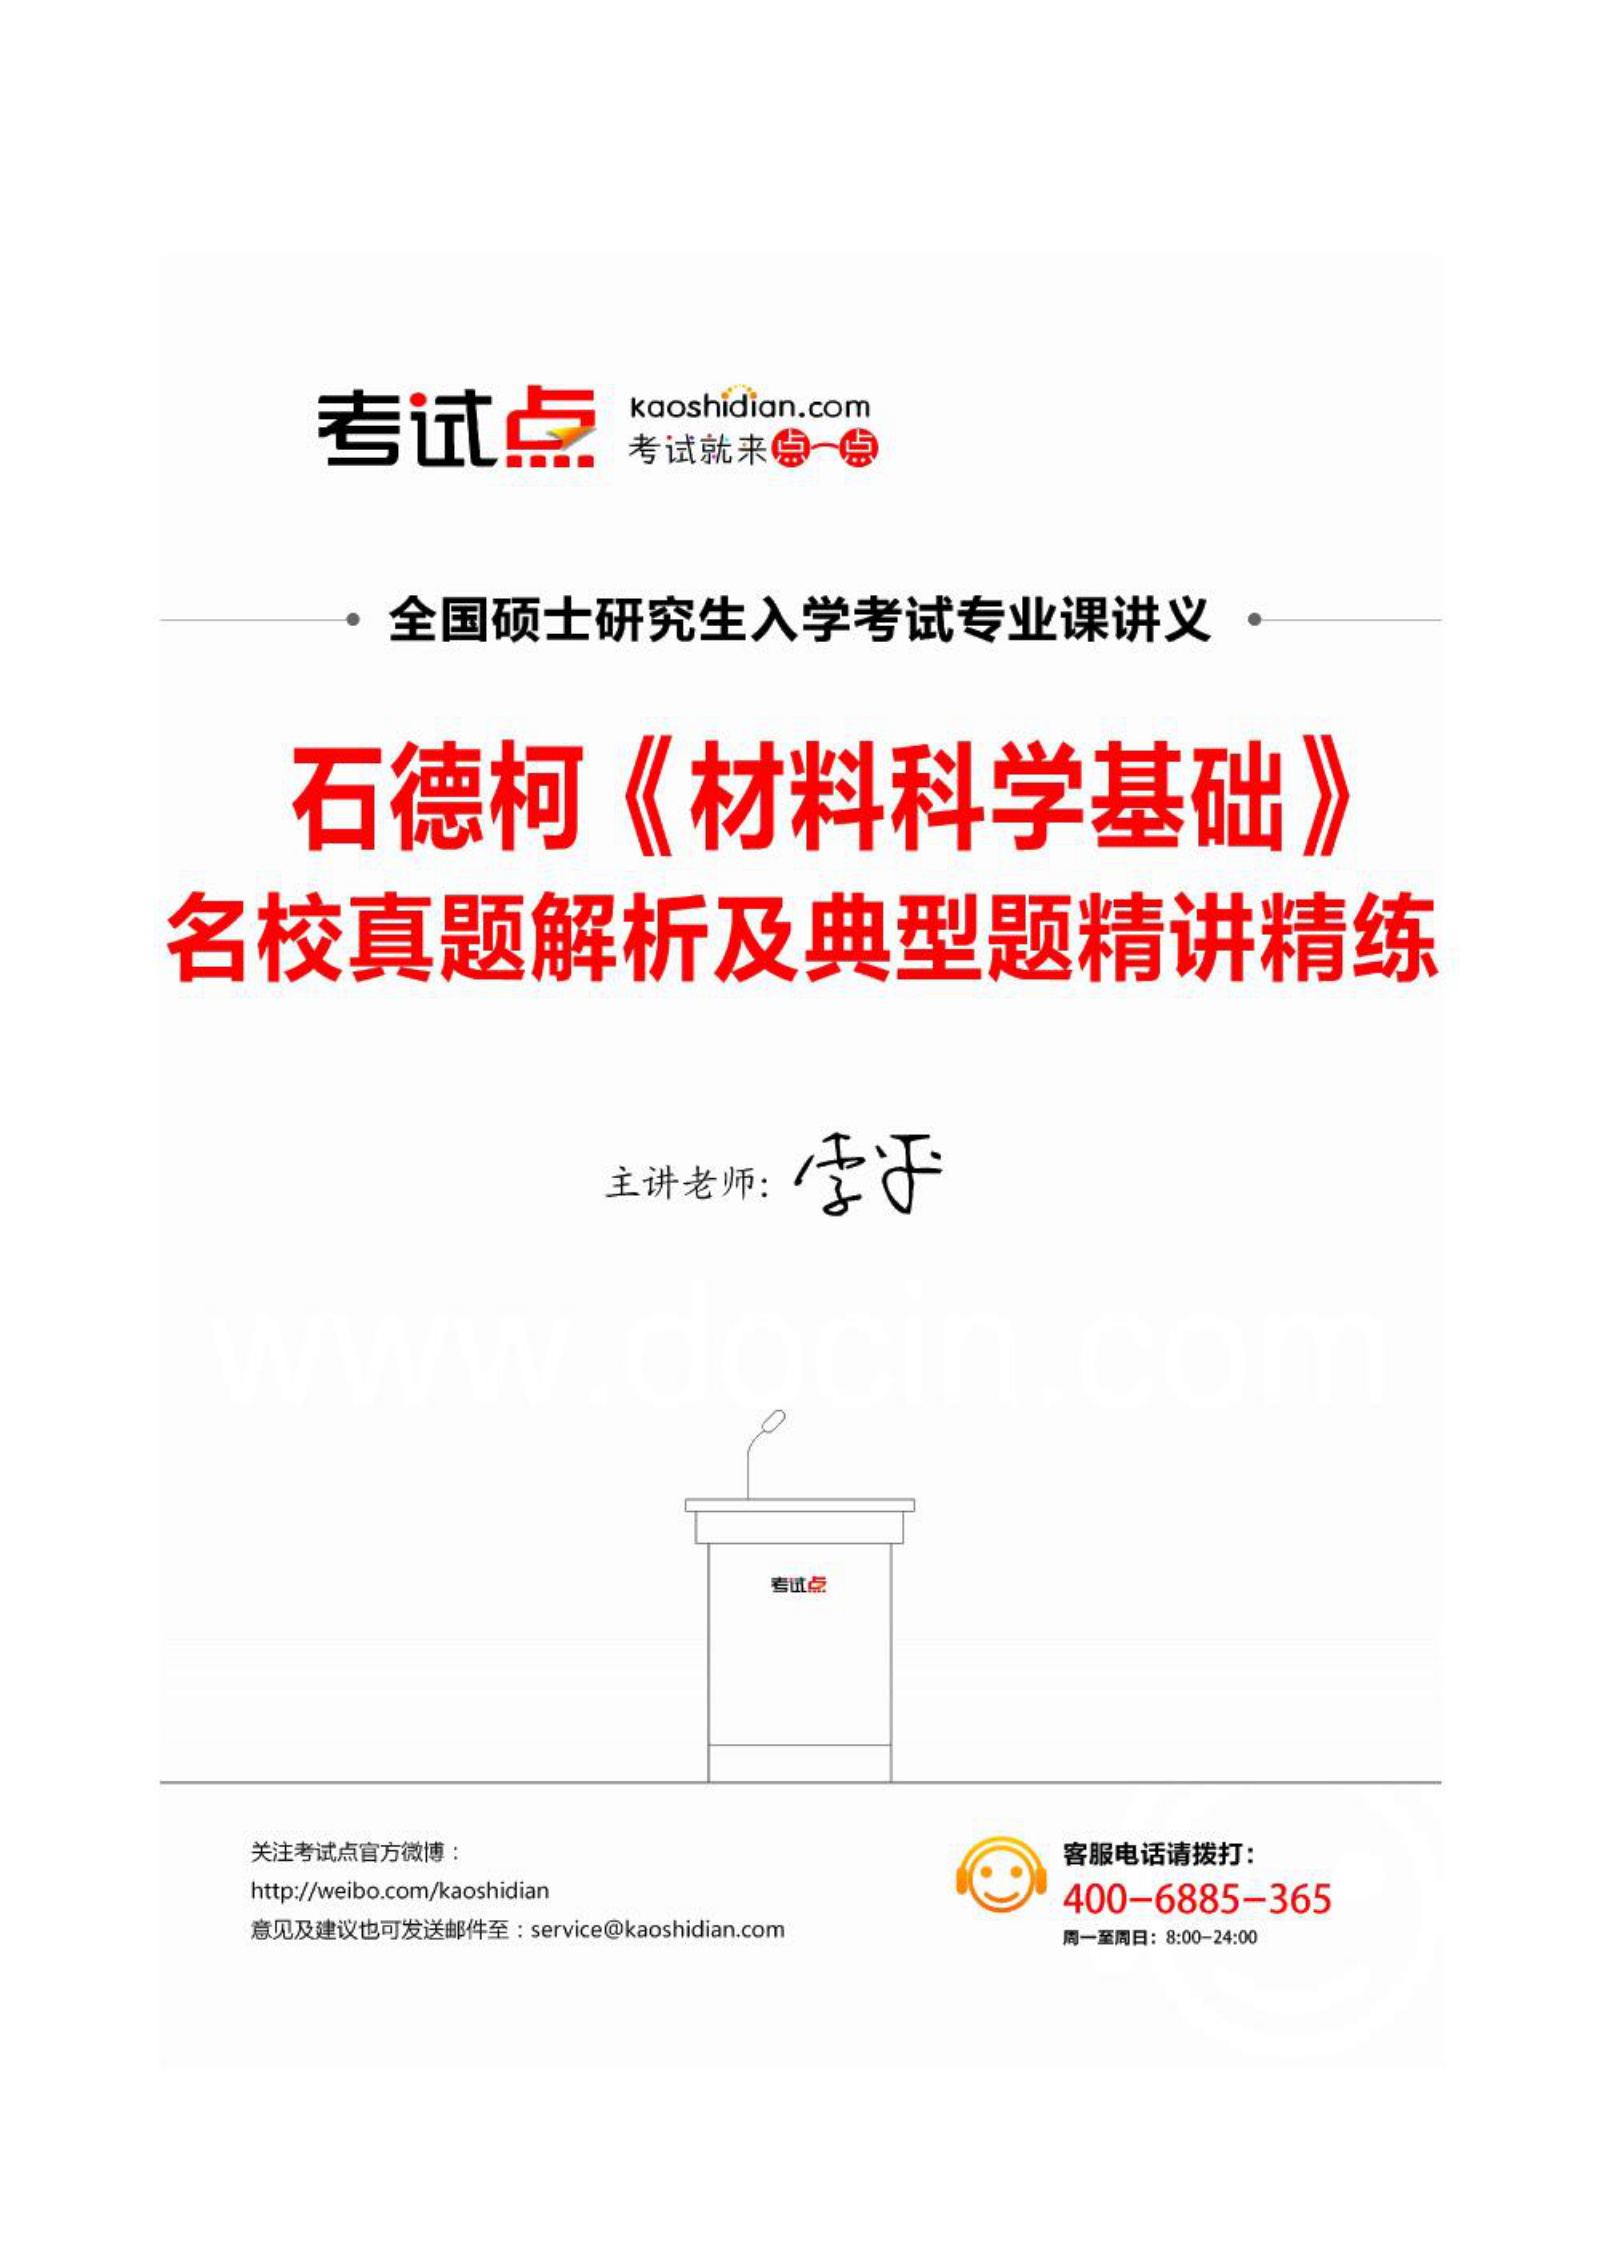 考试点
kaoshidian.com
考试就来点一点
全国硕士研究生入学考试专业课讲义
石德柯《材料科学基础》
名校真题解析及典型题精讲精练
主讲老师：李平
www.docin.com
考试点
关注考试点官方微博：
http://weibo.com/kaoshidian
意见及建议也可发送邮件至：service@kaoshidian.com
客服电话请拨打：
400-6885-365
周一至周日：8:00-24:00